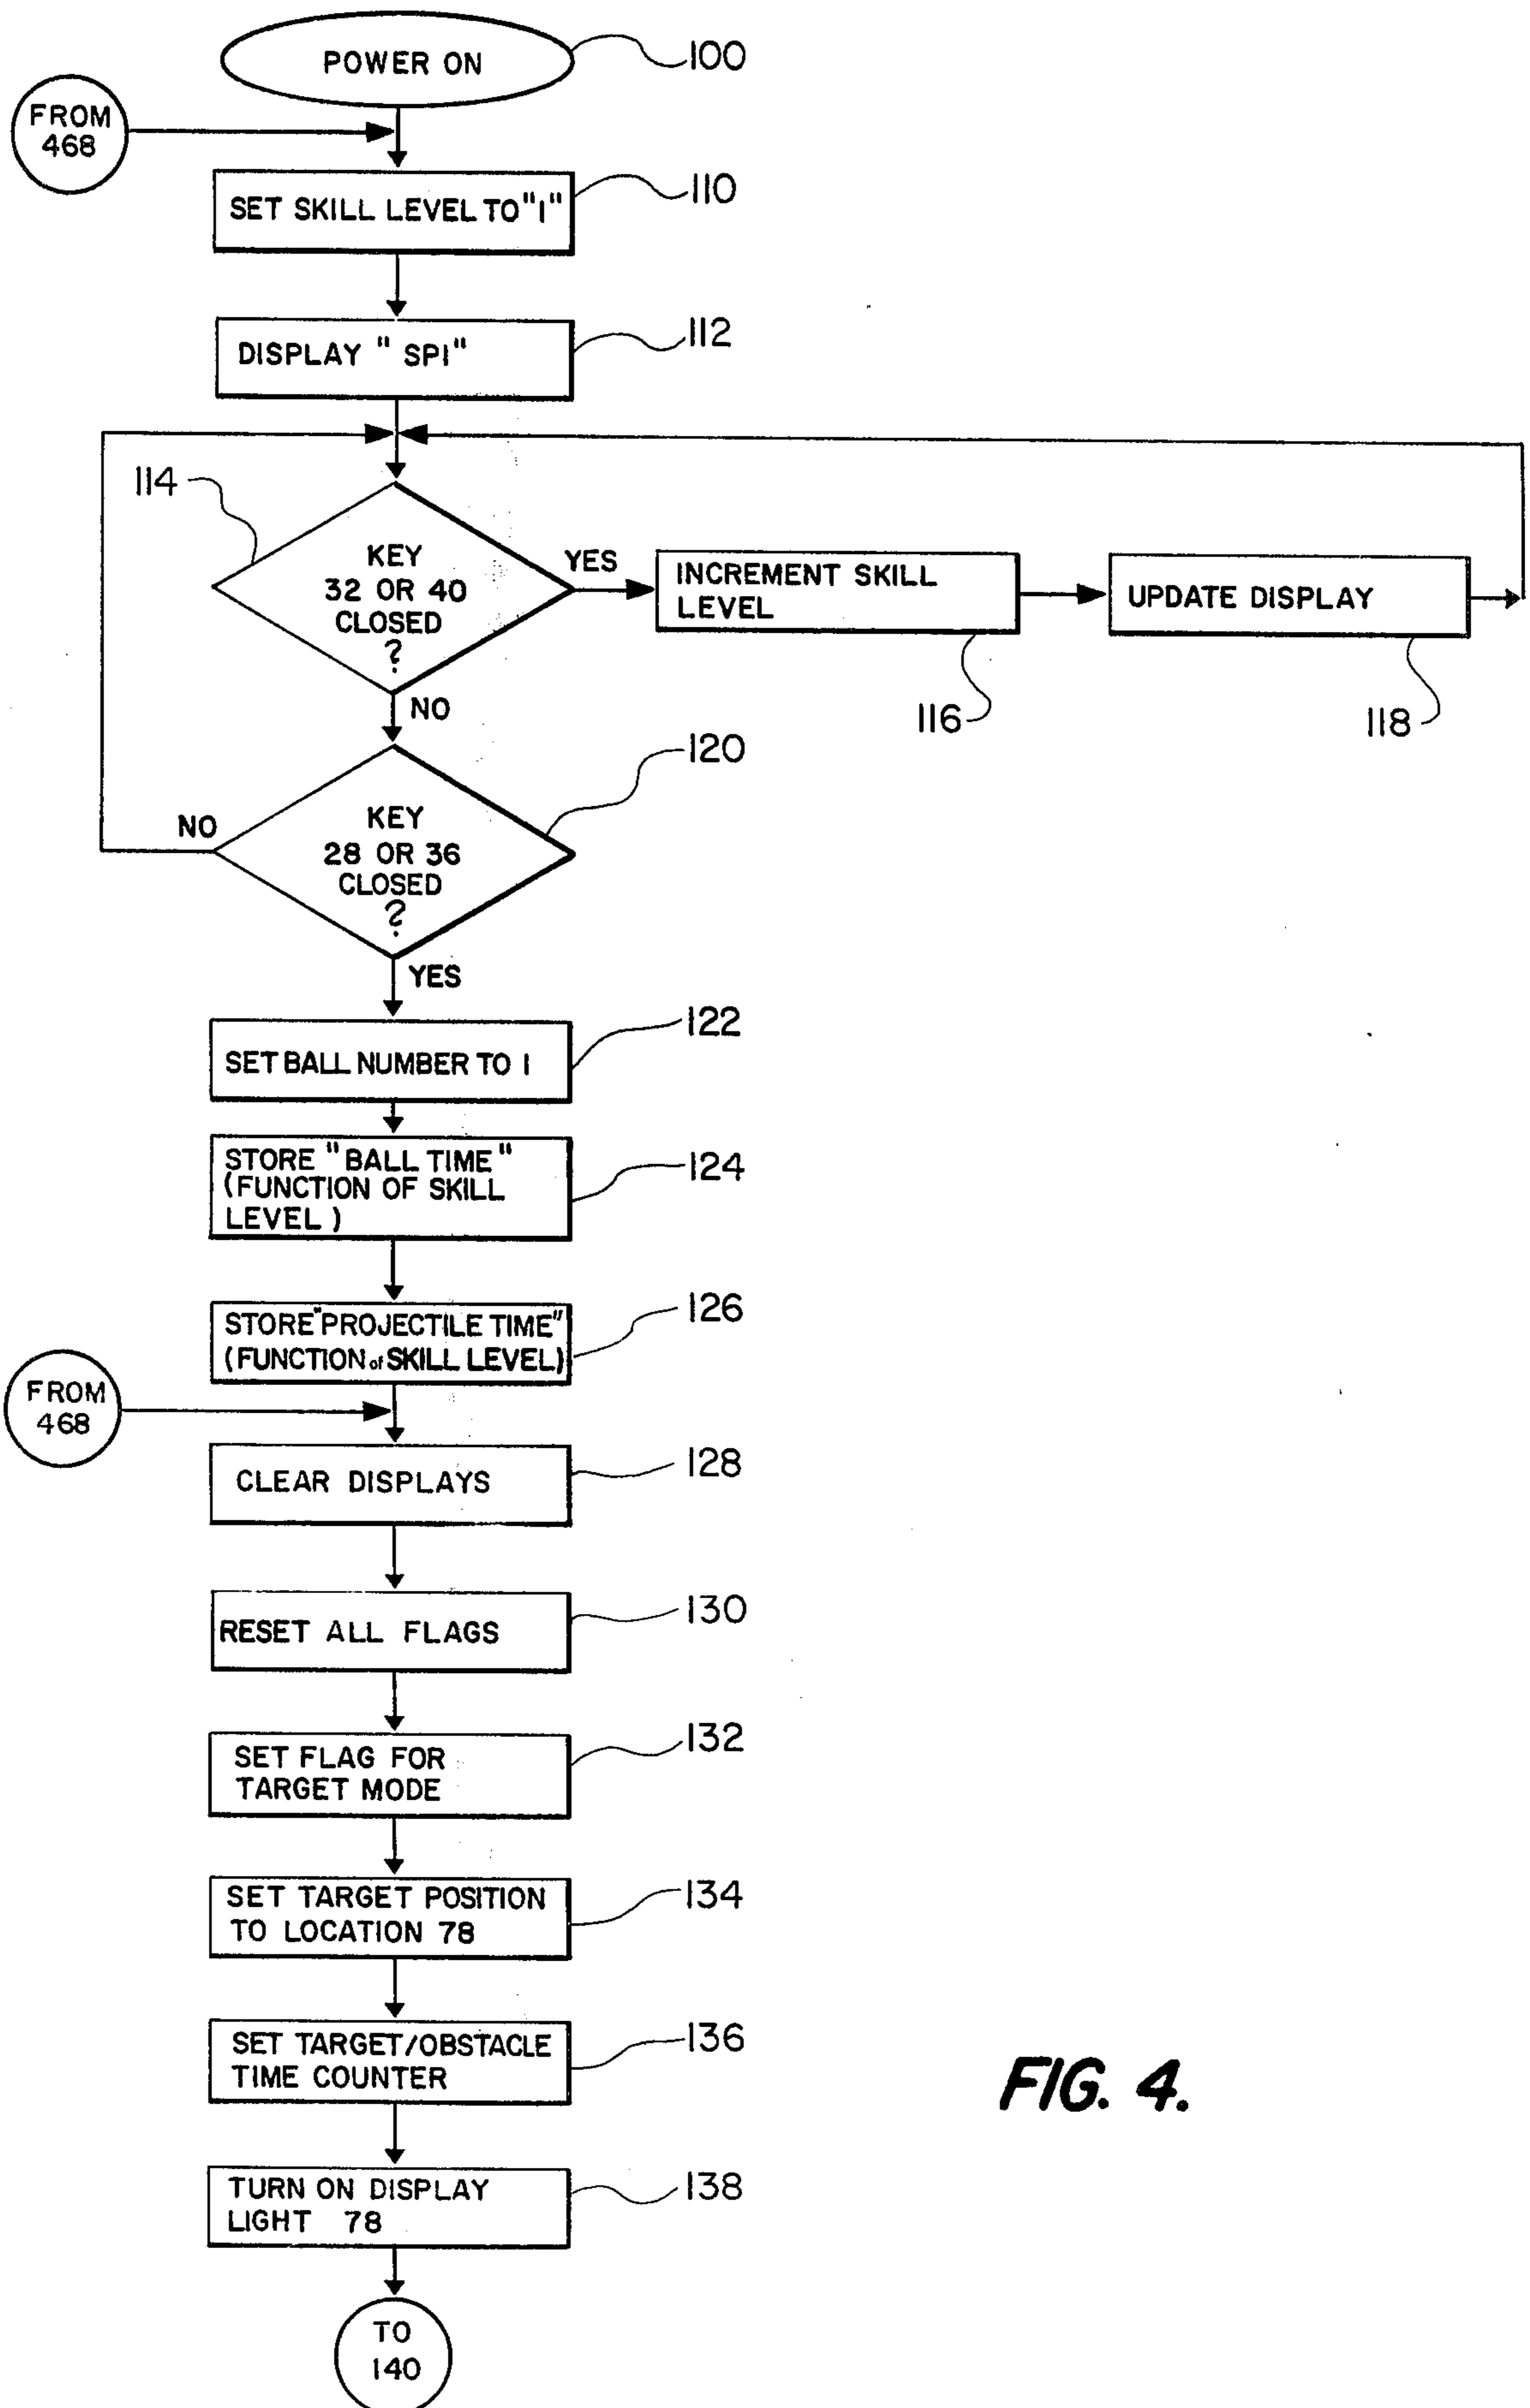 POWER ON
100
FROM
468
SET SKILL LEVEL TO "1"
110
DISPLAY " SP1"
112
114
KEY
32 OR 40
CLOSED
?
YES
INCREMENT SKILL
LEVEL
116
UPDATE DISPLAY
118
NO
120
KEY
28 OR 36
CLOSED
?
NO
YES
SET BALL NUMBER TO 1
122
STORE "BALL TIME"
(FUNCTION OF SKILL
LEVEL)
124
STORE "PROJECTILE TIME"
(FUNCTION of SKILL LEVEL)
126
FROM
468
CLEAR DISPLAYS
128
RESET ALL FLAGS
130
SET FLAG FOR
TARGET MODE
132
SET TARGET POSITION
TO LOCATION 78
134
SET TARGET/OBSTACLE
TIME COUNTER
136
TURN ON DISPLAY
LIGHT 78
138
TO
140
FIG. 4.